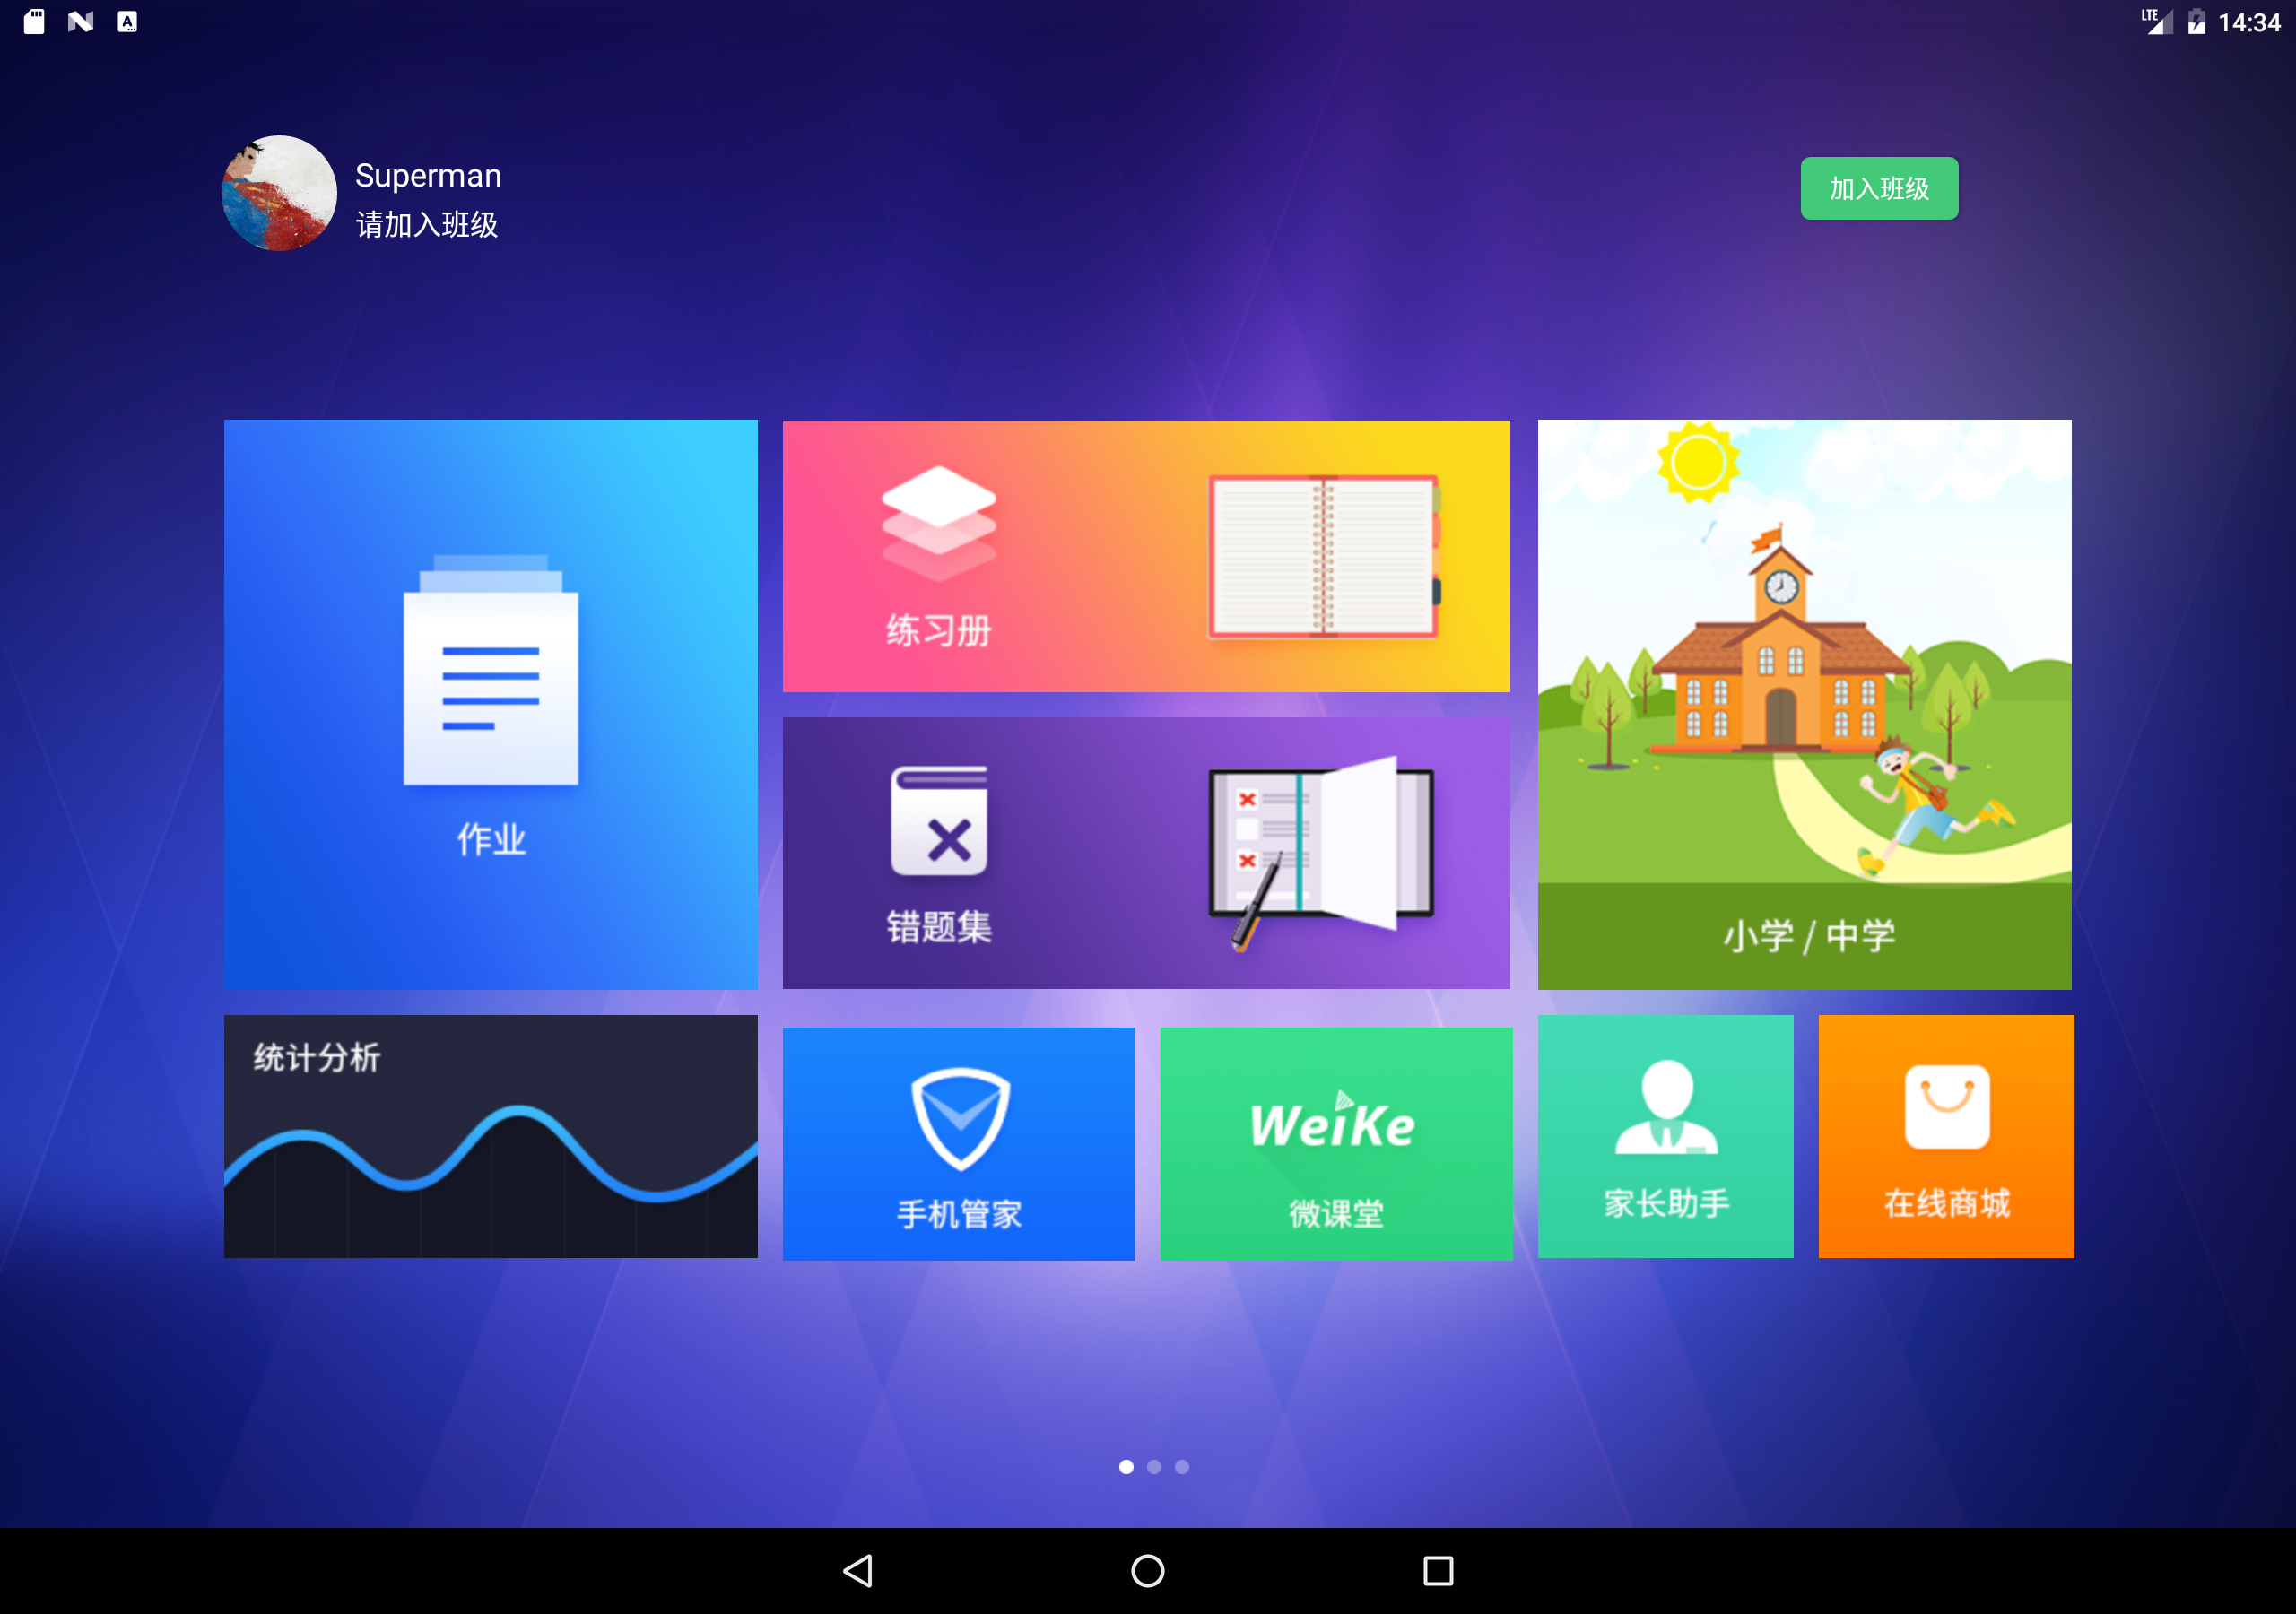 LTE 14:34
Superman
请加入班级
加入班级
作业
练习册
错题集
小学 / 中学
统计分析
手机管家
WeiKe
微课堂
家长助手
在线商城